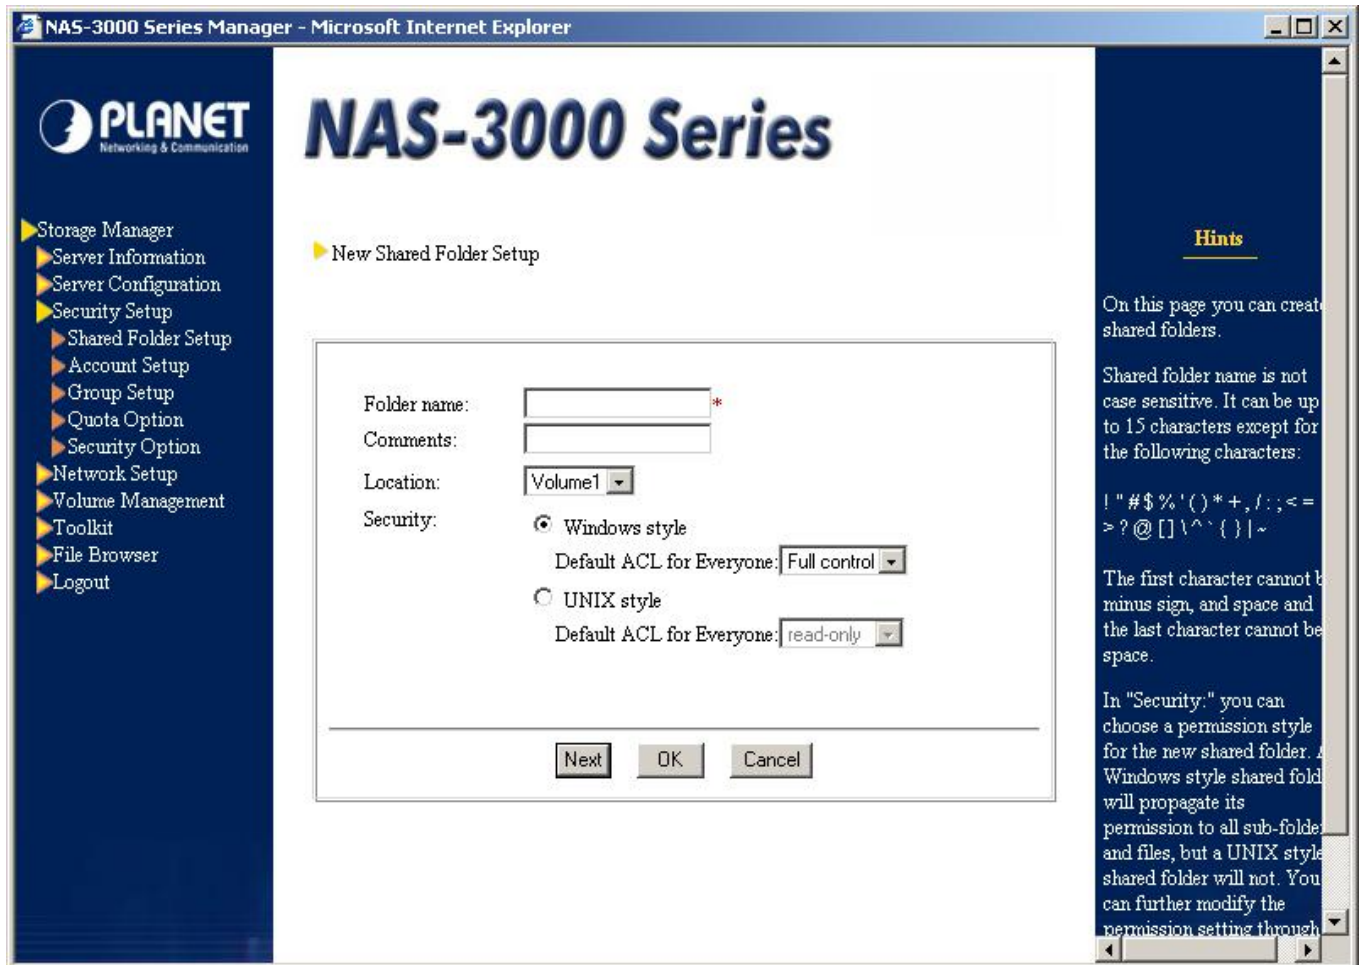 NAS-3000 Series Manager - Microsoft Internet Explorer
PLANET
Networking & Communication
NAS-3000 Series
Storage Manager
Server Information
Server Configuration
Security Setup
Shared Folder Setup
Account Setup
Group Setup
Quota Option
Security Option
Network Setup
Volume Management
Toolkit
File Browser
Logout
New Shared Folder Setup
Folder name: *
Comments:
Location: Volume1
Security: Windows style
Default ACL for Everyone: Full control
UNIX style
Default ACL for Everyone: read-only
Next OK Cancel
Hints
On this page you can create
shared folders.
Shared folder name is not
case sensitive. It can be up
to 15 characters except for
the following characters:
! " # $ % ' ( ) * + , / : ; < =
> ? @ [ ] \ ^ ` { } | ~
The first character cannot b
minus sign, and space and
the last character cannot be
space.
In "Security:" you can
choose a permission style
for the new shared folder. A
Windows style shared fold
will propagate its
permission to all sub-folder
and files, but a UNIX style
shared folder will not. You
can further modify the
permission setting through